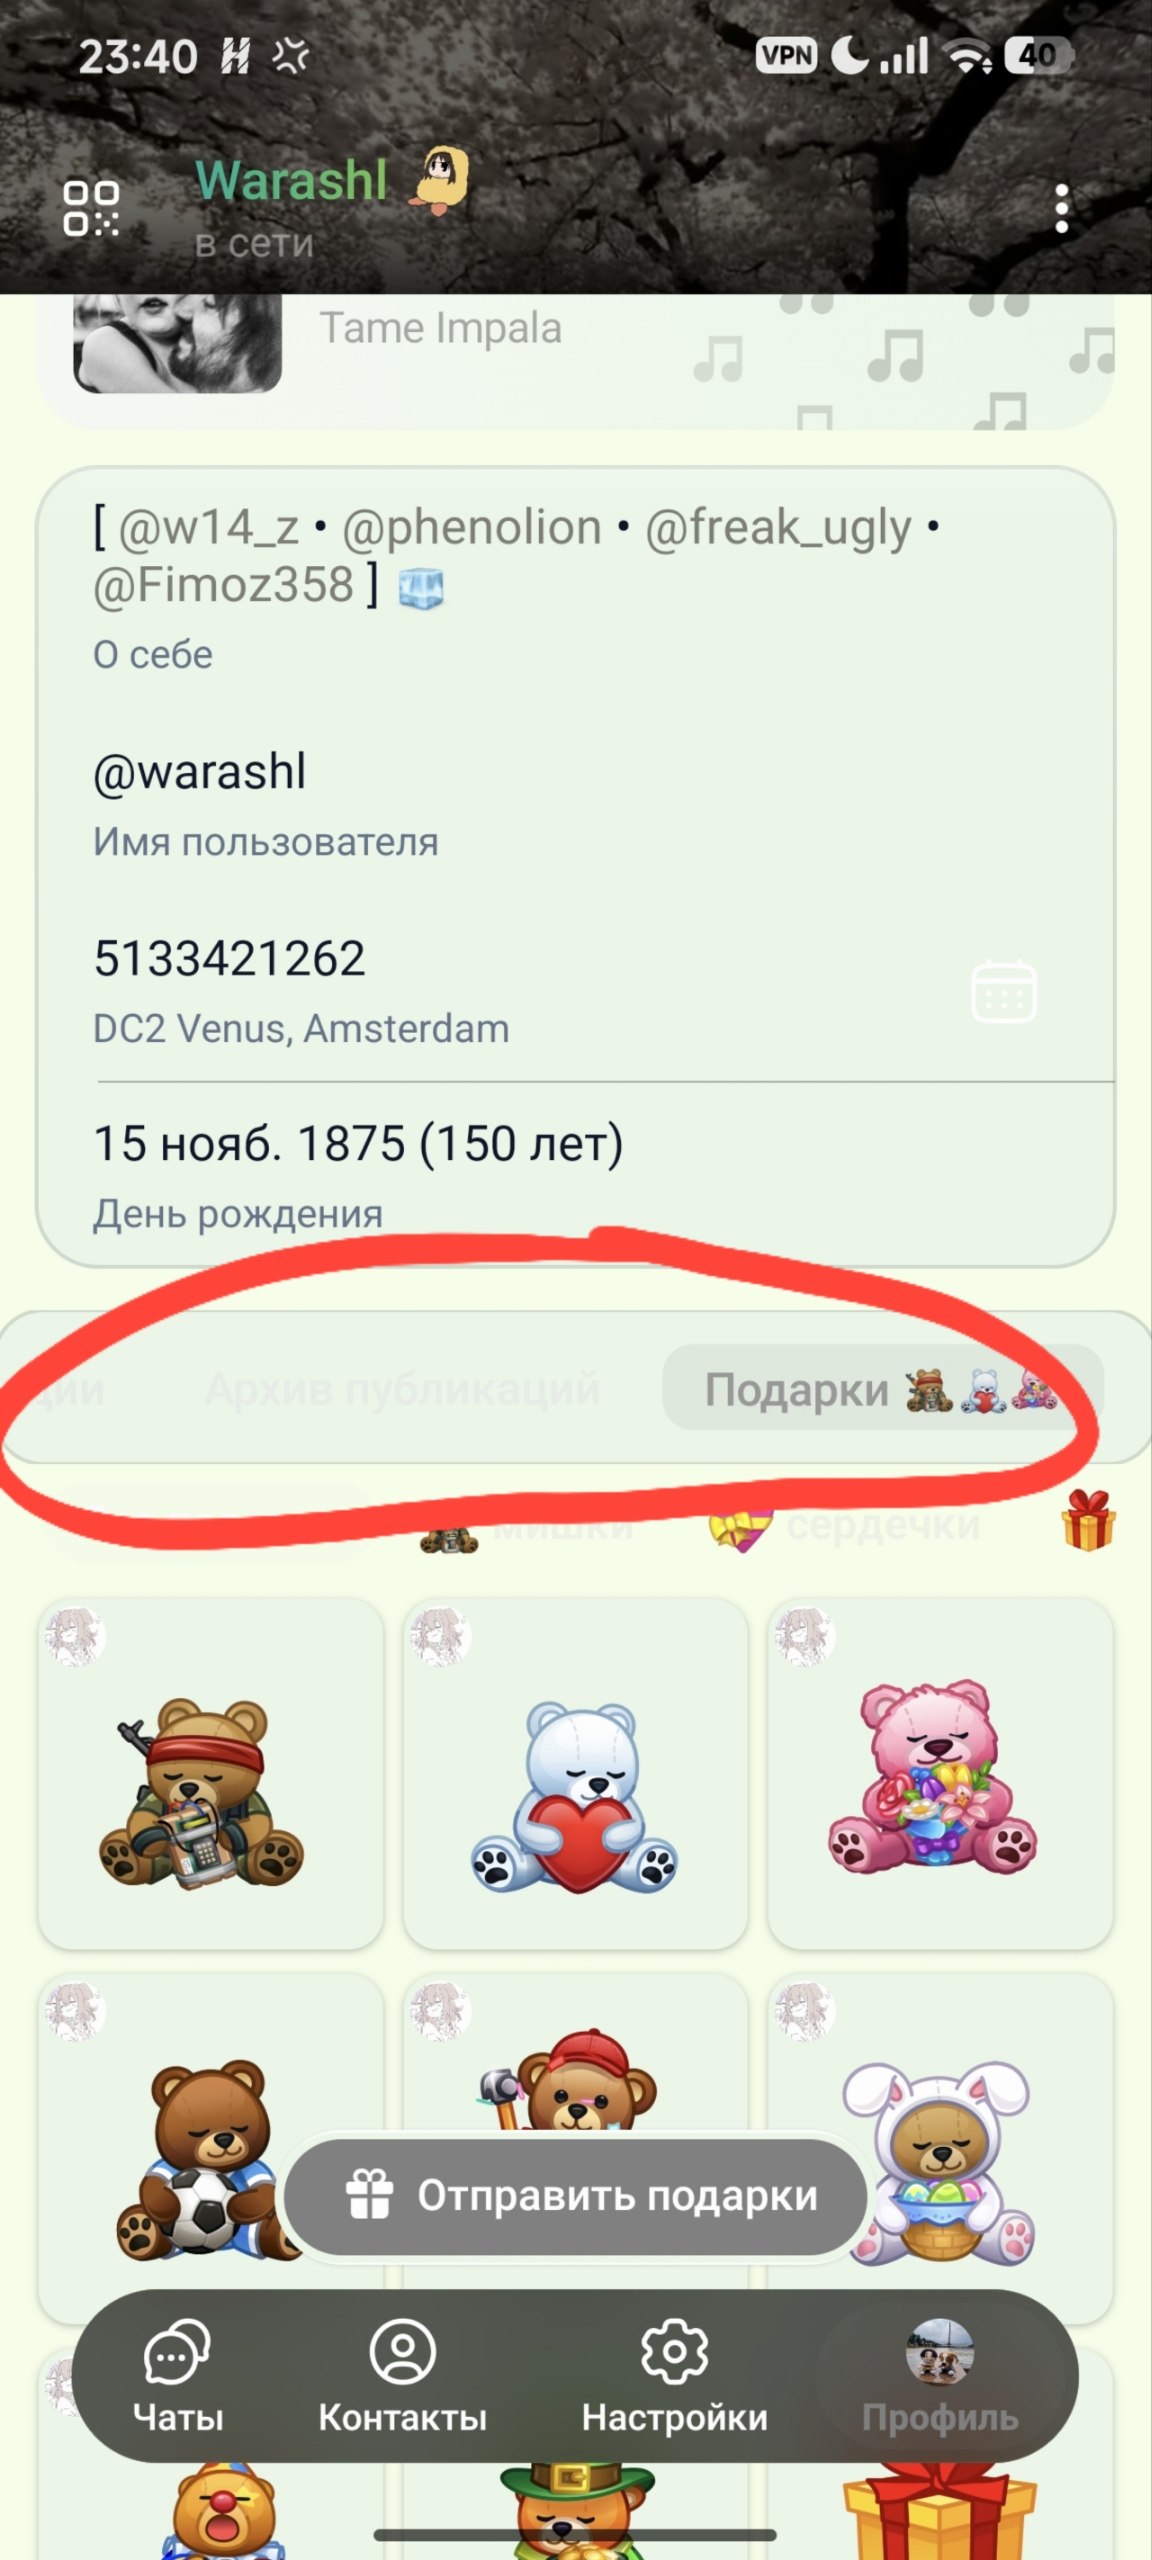 23:40 VPN 40
Warashl
в сети
Tame Impala
[ @w14_z • @phenolion • @freak_ugly •
@Fimoz358 ]
О себе
@warashl
Имя пользователя
5133421262
DC2 Venus, Amsterdam
15 нояб. 1875 (150 лет)
День рождения
ции Архив публикаций Подарки
мишки сердечки
Отправить подарки
Чаты Контакты Настройки Профиль